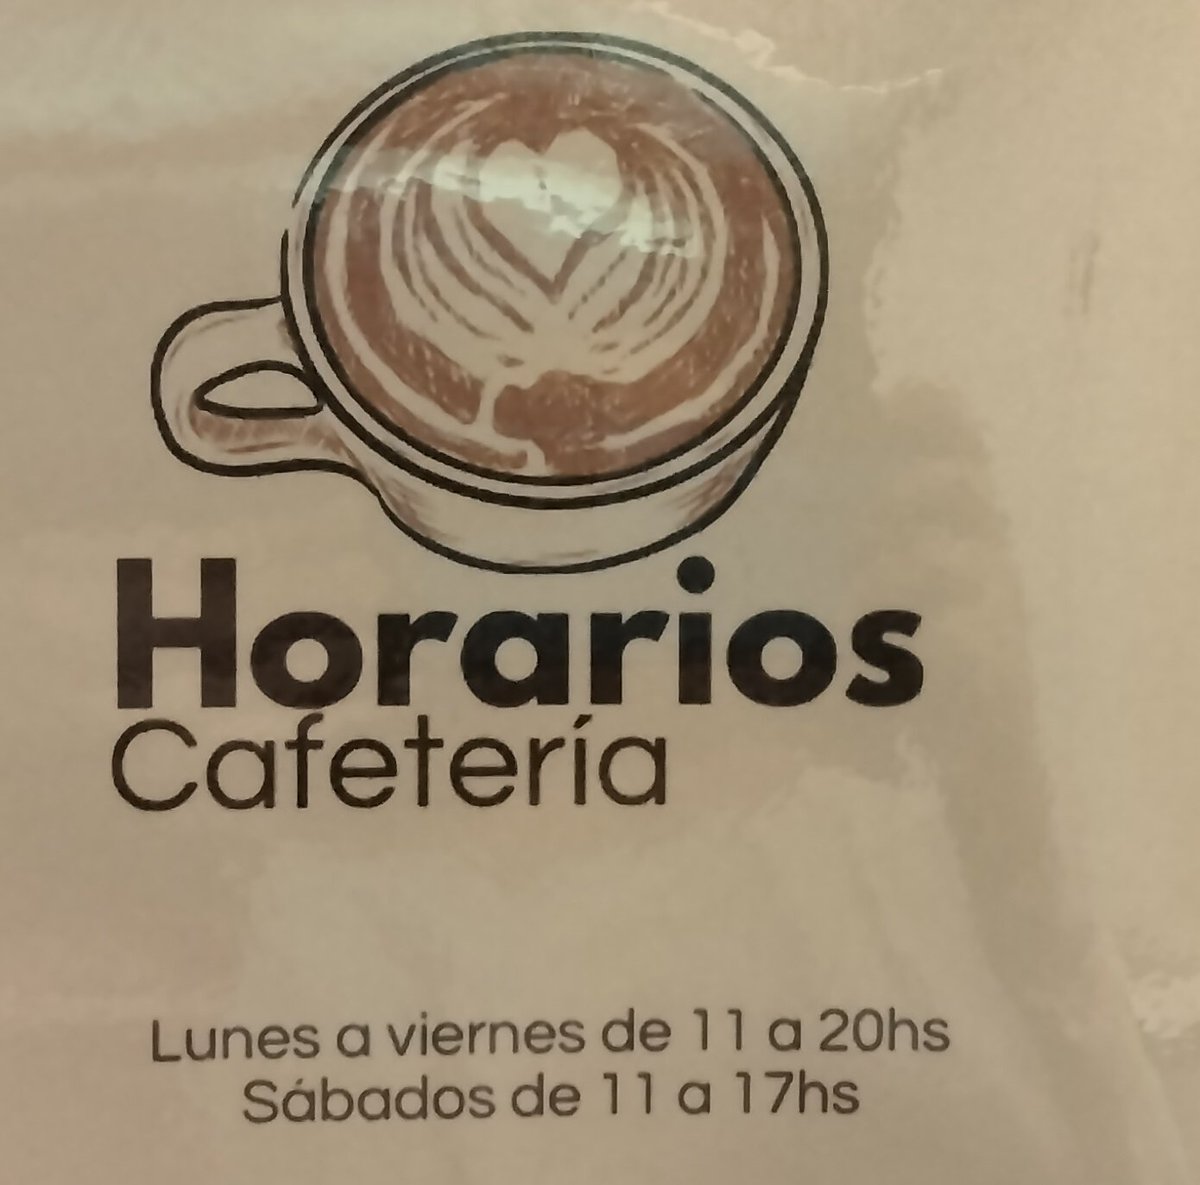 Horarios
Cafetería
Lunes a viernes de 11 a 20hs
Sábados de 11 a 17hs